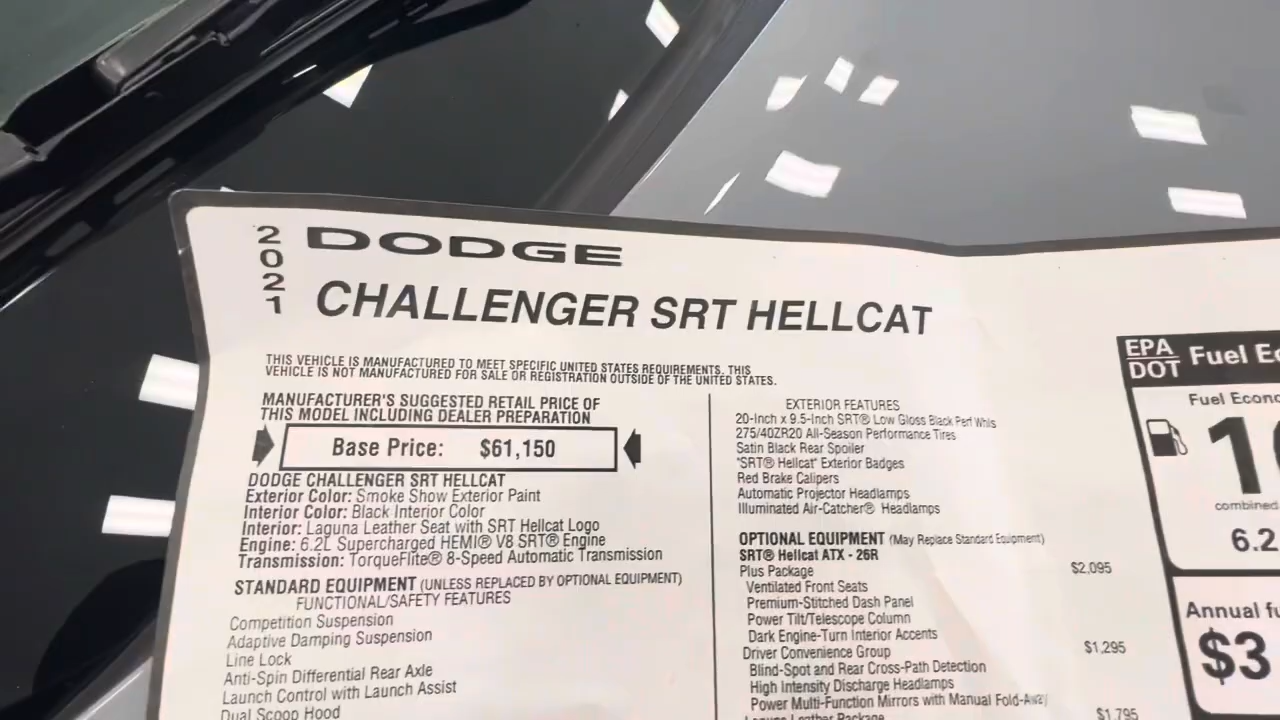 2021 DODGE
CHALLENGER SRT HELLCAT
THIS VEHICLE IS MANUFACTURED TO MEET SPECIFIC UNITED STATES REQUIREMENTS. THIS
VEHICLE IS NOT MANUFACTURED FOR SALE OR REGISTRATION OUTSIDE OF THE UNITED STATES.
MANUFACTURER'S SUGGESTED RETAIL PRICE OF
THIS MODEL INCLUDING DEALER PREPARATION
Base Price: $61,150
DODGE CHALLENGER SRT HELLCAT
Exterior Color: Smoke Show Exterior Paint
Interior Color: Black Interior Color
Interior: Laguna Leather Seat with SRT Hellcat Logo
Engine: 6.2L Supercharged HEMI® V8 SRT® Engine
Transmission: TorqueFlite® 8-Speed Automatic Transmission
STANDARD EQUIPMENT (UNLESS REPLACED BY OPTIONAL EQUIPMENT)
FUNCTIONAL/SAFETY FEATURES
Competition Suspension
Adaptive Damping Suspension
Line Lock
Anti-Spin Differential Rear Axle
Launch Control with Launch Assist
Dual Scoop Hood
EXTERIOR FEATURES
20-Inch x 9.5-Inch SRT® Low Gloss Black Perf Whls
275/40ZR20 All-Season Performance Tires
Satin Black Rear Spoiler
"SRT® Hellcat" Exterior Badges
Red Brake Calipers
Automatic Projector Headlamps
Illuminated Air-Catcher® Headlamps
OPTIONAL EQUIPMENT (May Replace Standard Equipment)
SRT® Hellcat ATX - 26R
Plus Package $2,095
Ventilated Front Seats
Premium-Stitched Dash Panel
Power Tilt/Telescope Column
Dark Engine-Turn Interior Accents
Driver Convenience Group $1,295
Blind-Spot and Rear Cross-Path Detection
High Intensity Discharge Headlamps
Power Multi-Function Mirrors with Manual Fold-Away
Laguna Leather Package $1,795
EPA
DOT Fuel Ec
Fuel Econo
1
combined
6.2
Annual fu
$3